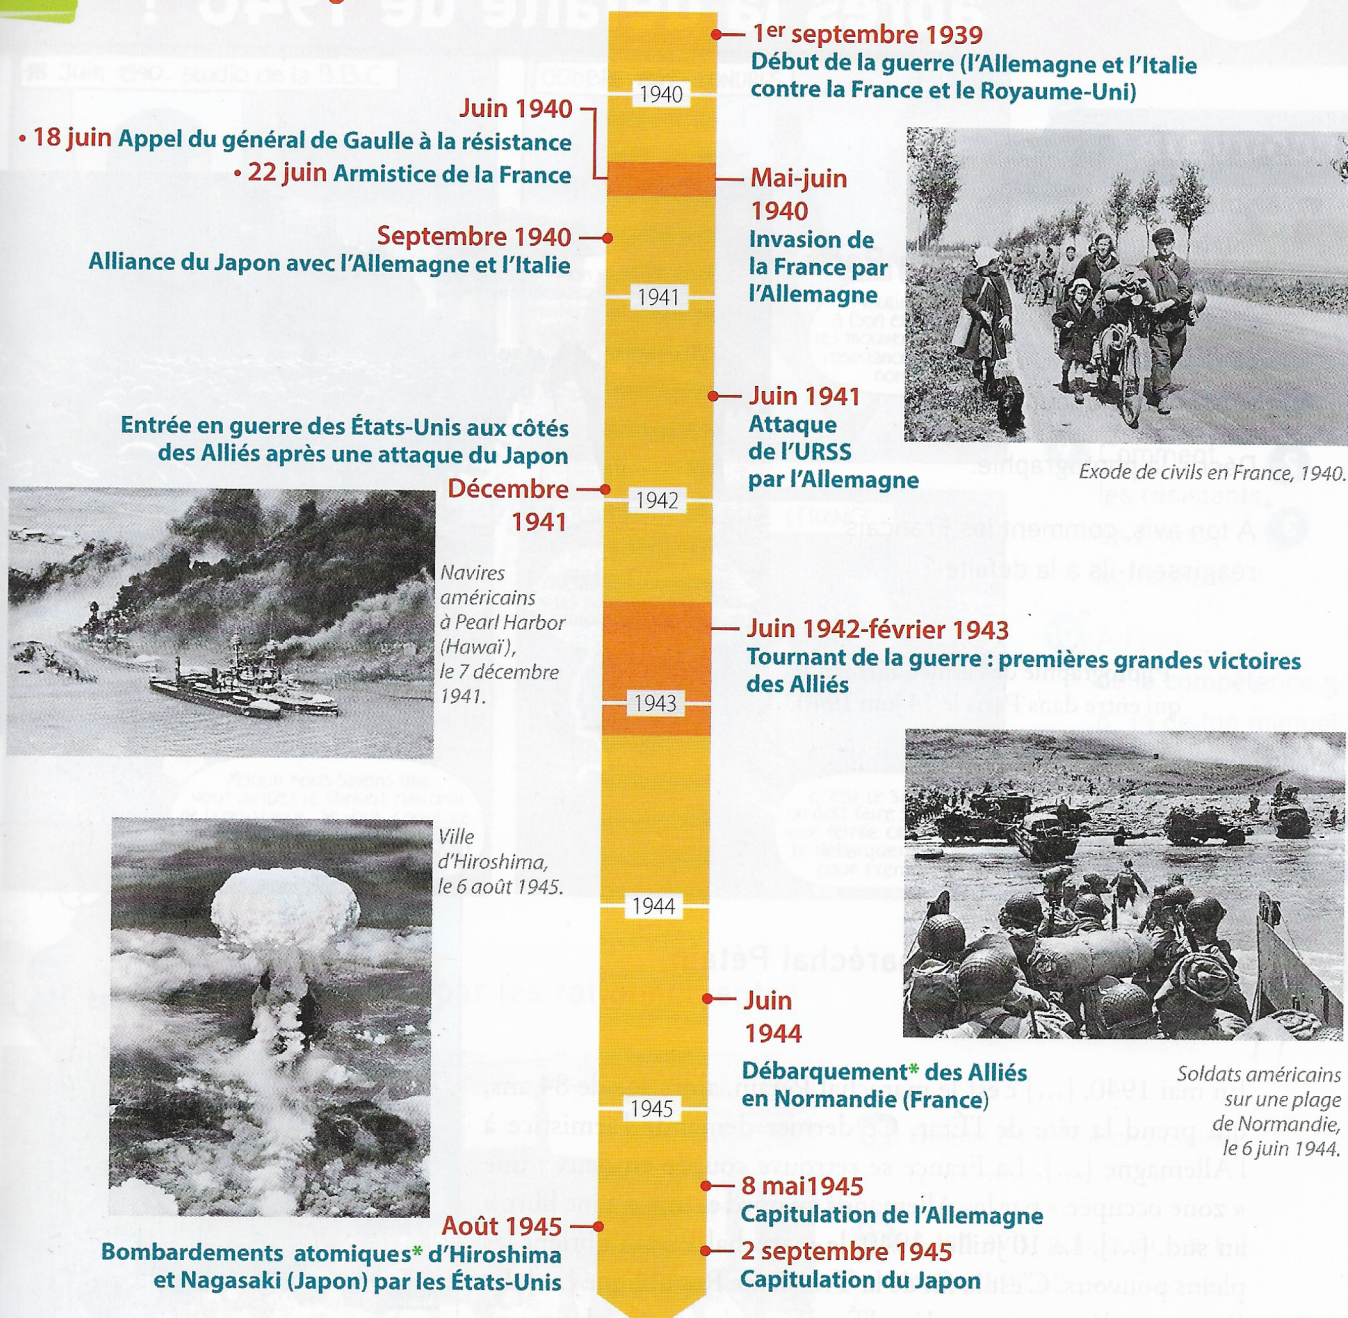 1er septembre 1939
Début de la guerre (l'Allemagne et l'Italie
contre la France et le Royaume-Uni)
1940
Juin 1940
• 18 juin Appel du général de Gaulle à la résistance
• 22 juin Armistice de la France
Mai-juin
1940
Invasion de
la France par
l'Allemagne
Exode de civils en France, 1940.
Septembre 1940
Alliance du Japon avec l'Allemagne et l'Italie
1941
Juin 1941
Attaque
de l'URSS
par l'Allemagne
Entrée en guerre des États-Unis aux côtés
des Alliés après une attaque du Japon
Décembre
1941
1942
Navires
américains
à Pearl Harbor
(Hawaï),
le 7 décembre
1941.
Juin 1942-février 1943
Tournant de la guerre : premières grandes victoires
des Alliés
1943
Ville
d'Hiroshima,
le 6 août 1945.
1944
Juin
1944
Débarquement* des Alliés
en Normandie (France)
Soldats américains
sur une plage
de Normandie,
le 6 juin 1944.
1945
8 mai1945
Capitulation de l'Allemagne
Août 1945
Bombardements atomiques* d'Hiroshima
et Nagasaki (Japon) par les États-Unis
2 septembre 1945
Capitulation du Japon